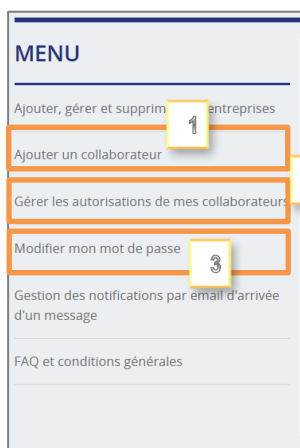 MENU
Ajouter, gérer et supprim entreprises
1
Ajouter un collaborateur
Gérer les autorisations de mes collaborateurs
Modifier mon mot de passe
3
Gestion des notifications par email d'arrivée
d'un message
FAQ et conditions générales